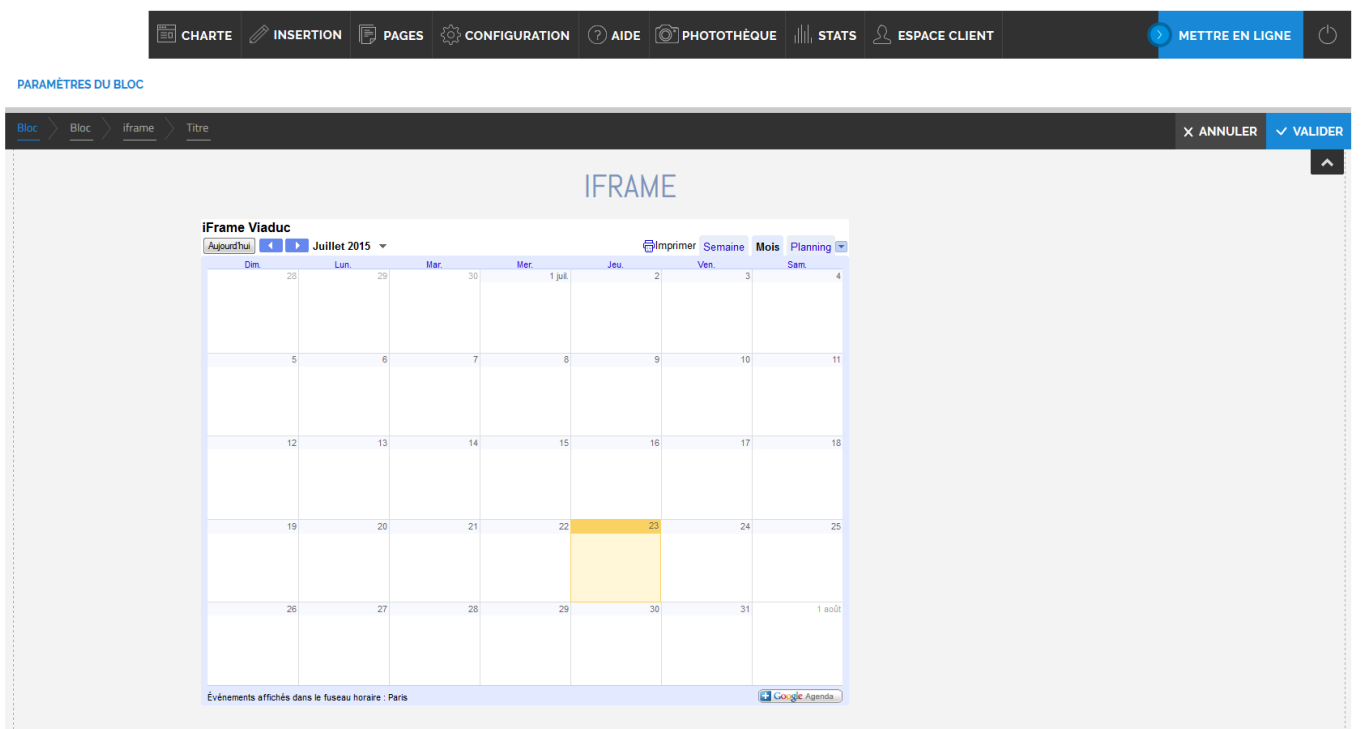 CHARTE INSERTION PAGES CONFIGURATION ? AIDE PHOTOTHÈQUE STATS ESPACE CLIENT METTRE EN LIGNE
PARAMÈTRES DU BLOC
Bloc Bloc iframe Titre ANNULER VALIDER
IFRAME
iFrame Viaduc
Aujourd'hui Juillet 2015 Imprimer Semaine Mois Planning
Dim. Lun. Mar. Mer. Jeu. Ven. Sam.
28 29 30 1 juil. 2 3 4
5 6 7 8 9 10 11
12 13 14 15 16 17 18
19 20 21 22 23 24 25
26 27 28 29 30 31 1 août
Événements affichés dans le fuseau horaire : Paris Google Agenda